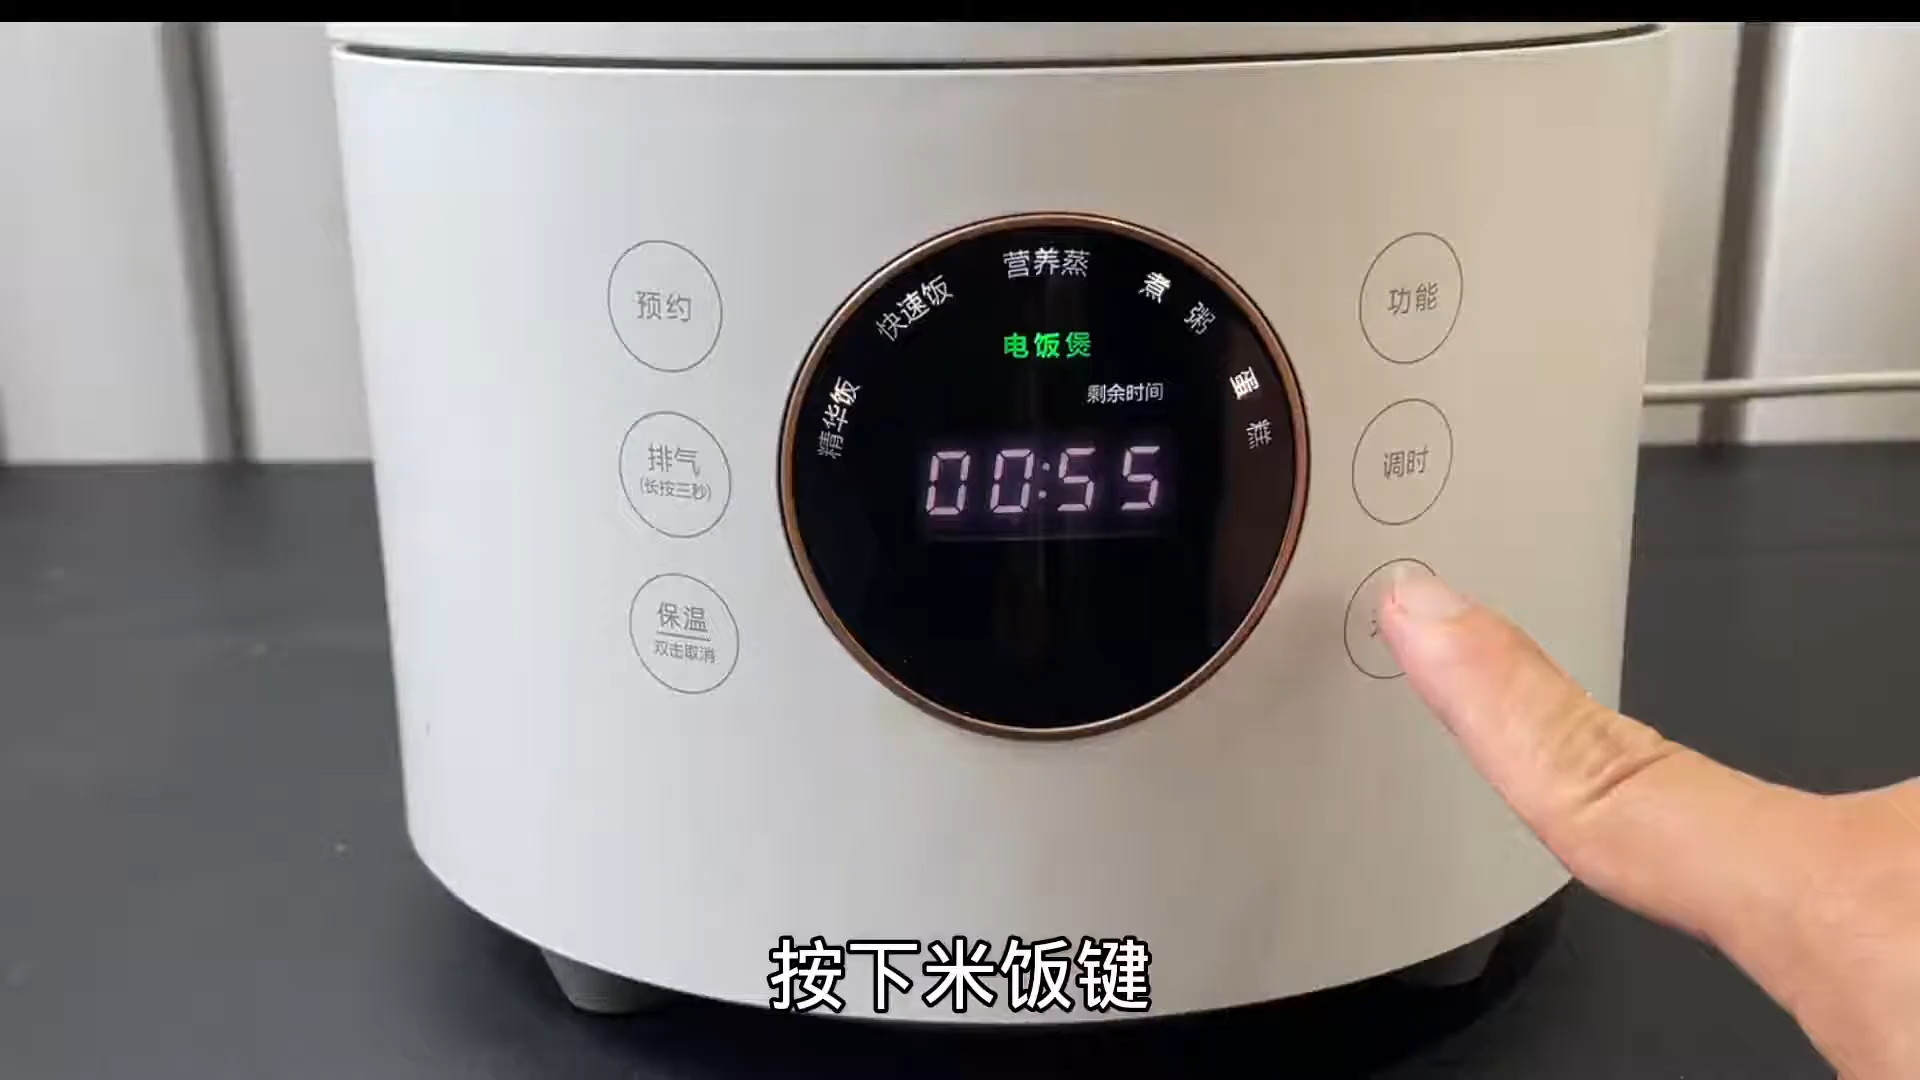 营养蒸
快速饭
煮粥
预约
功能
电饭煲
精华饭
剩余时间
蛋糕
排气
(长按三秒)
00:55
调时
保温
双击取消
按下米饭键